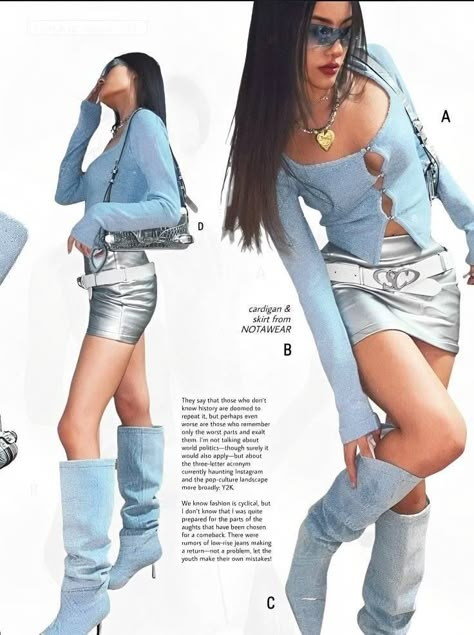 A
D
cardigan &
skirt from
NOTAWEAR
B
They say that those who don't
know history are doomed to
repeat it, but perhaps even
worse are those who remember
only the worst parts and exalt
them. I'm not talking about
world politics—though surely it
would also apply—but about
the three-letter acronym
currently haunting Instagram
and the pop-culture landscape
more broadly: Y2K.
We know fashion is cyclical, but
I don't know that I was quite
prepared for the parts of the
aughts that have been chosen
for a comeback. There were
rumors of low-rise jeans making
a return—not a problem, let the
youth make their own mistakes!
C